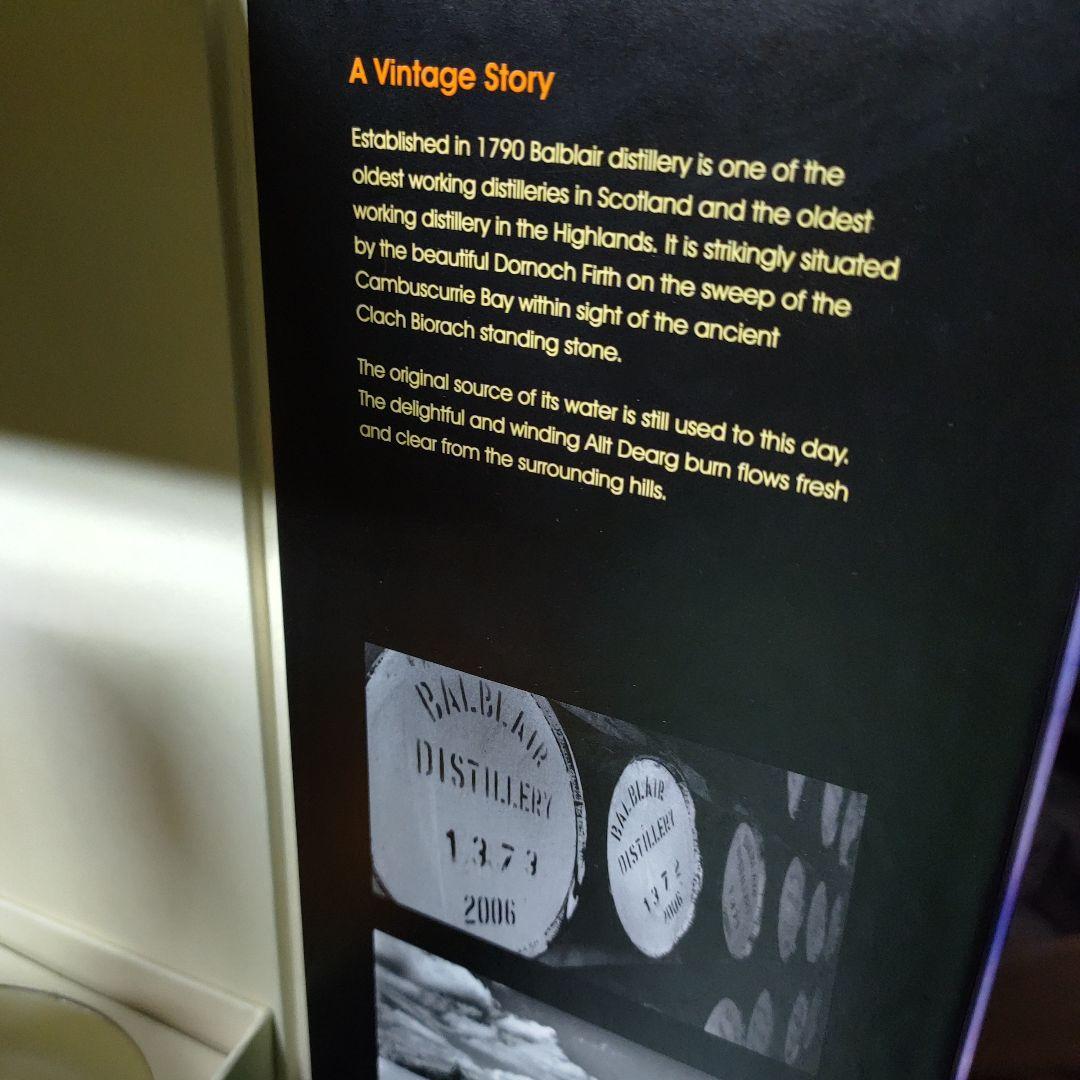 A Vintage Story
Established in 1790 Balblair distillery is one of the
oldest working distilleries in Scotland and the oldest
working distillery in the Highlands. It is strikingly situated
by the beautiful Dornoch Firth on the sweep of the
Cambuscurrie Bay within sight of the ancient
Clach Biorach standing stone.
The original source of its water is still used to this day.
The delightful and winding Allt Dearg burn flows fresh
and clear from the surrounding hills.
BALBLAIR
DISTILLERY
1373
2006
BALBLAIR
DISTILLERY
1372
2006